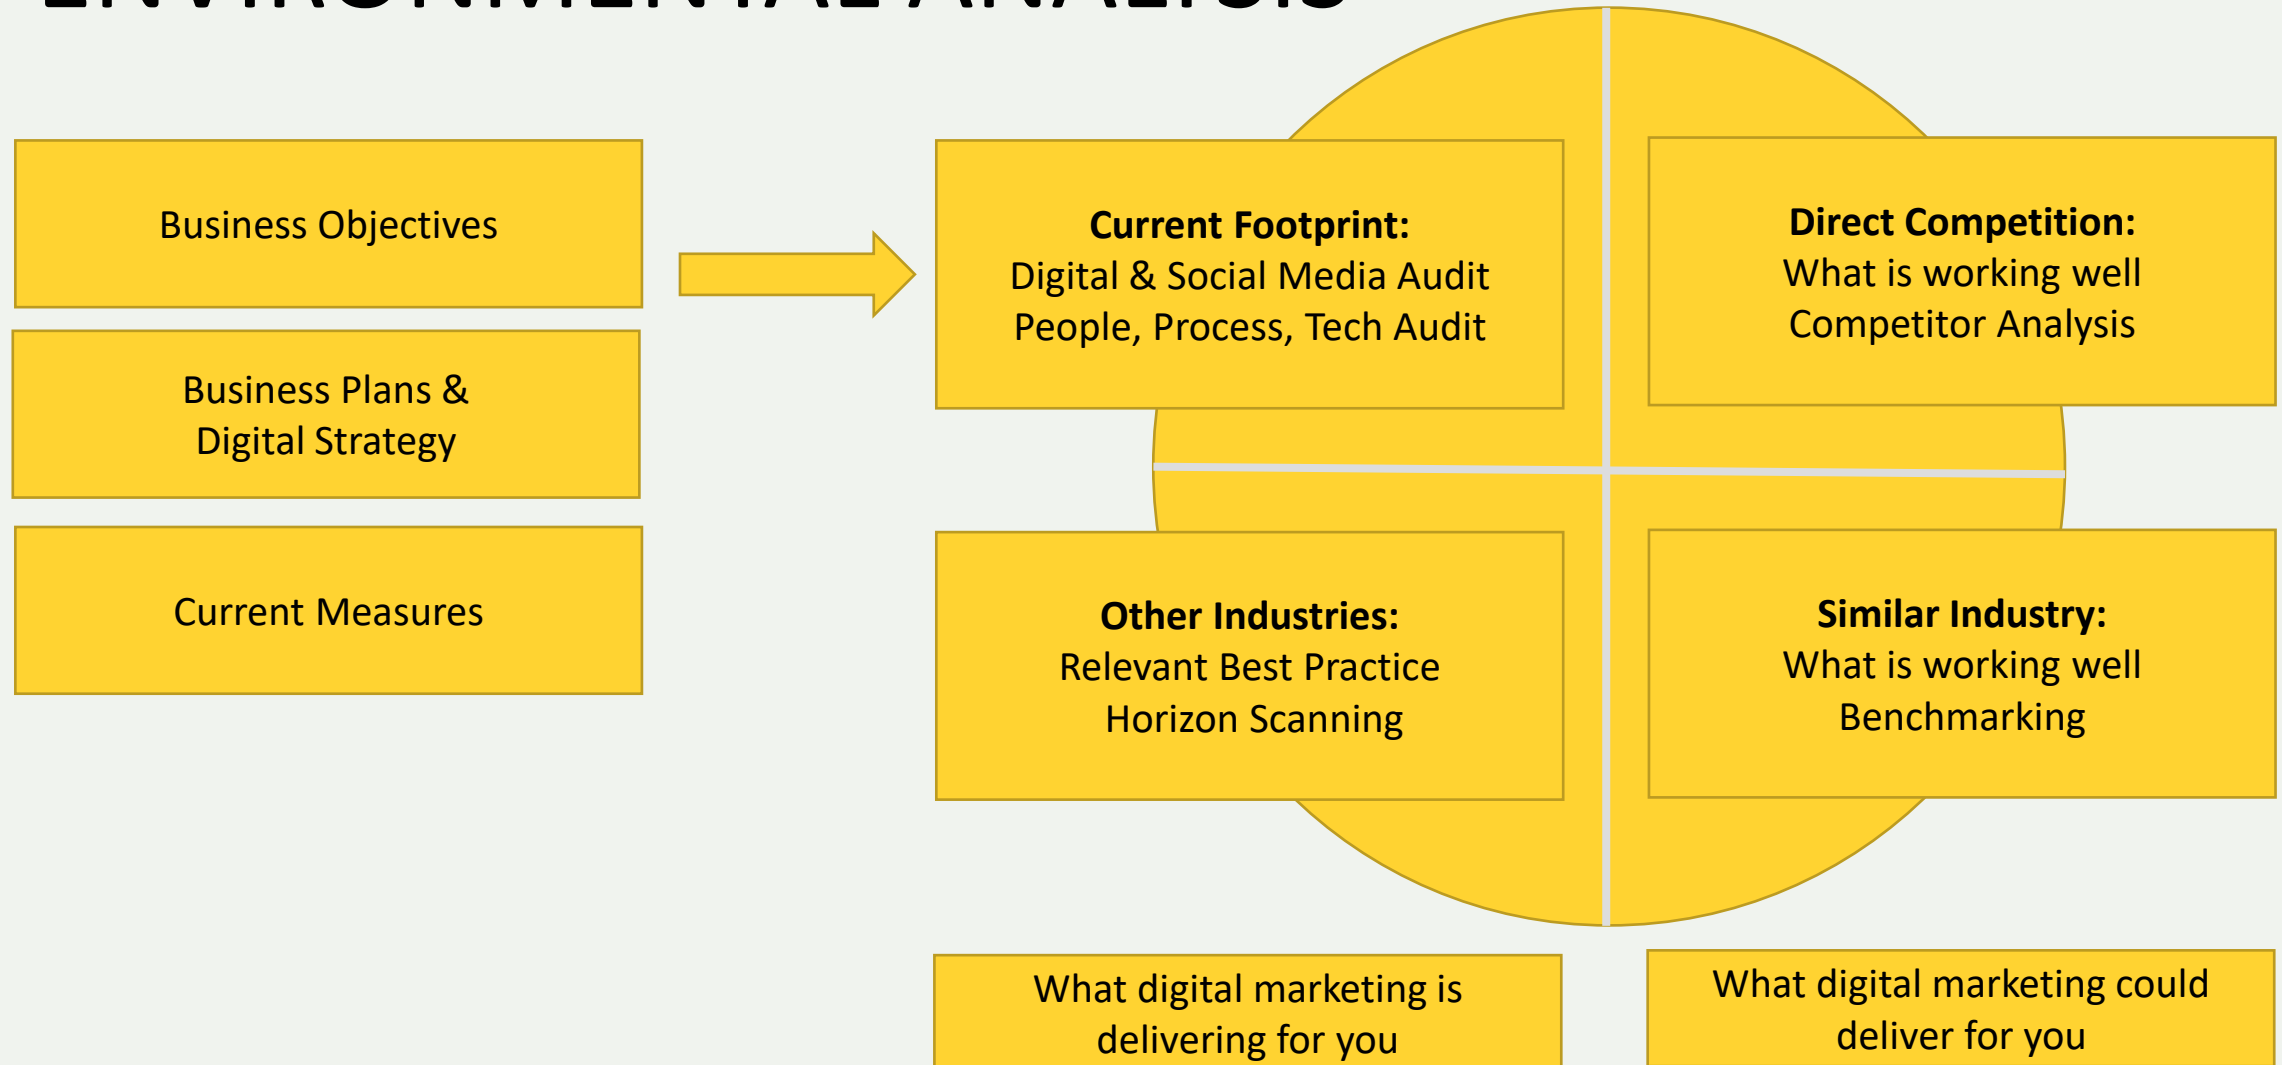 ENVIRONMENTAL ANALYSIS
Business Objectives
Business Plans &
Digital Strategy
Current Measures
Current Footprint:
Digital & Social Media Audit
People, Process, Tech Audit
Direct Competition:
What is working well
Competitor Analysis
Other Industries:
Relevant Best Practice
Horizon Scanning
Similar Industry:
What is working well
Benchmarking
What digital marketing is
delivering for you
What digital marketing could
deliver for you